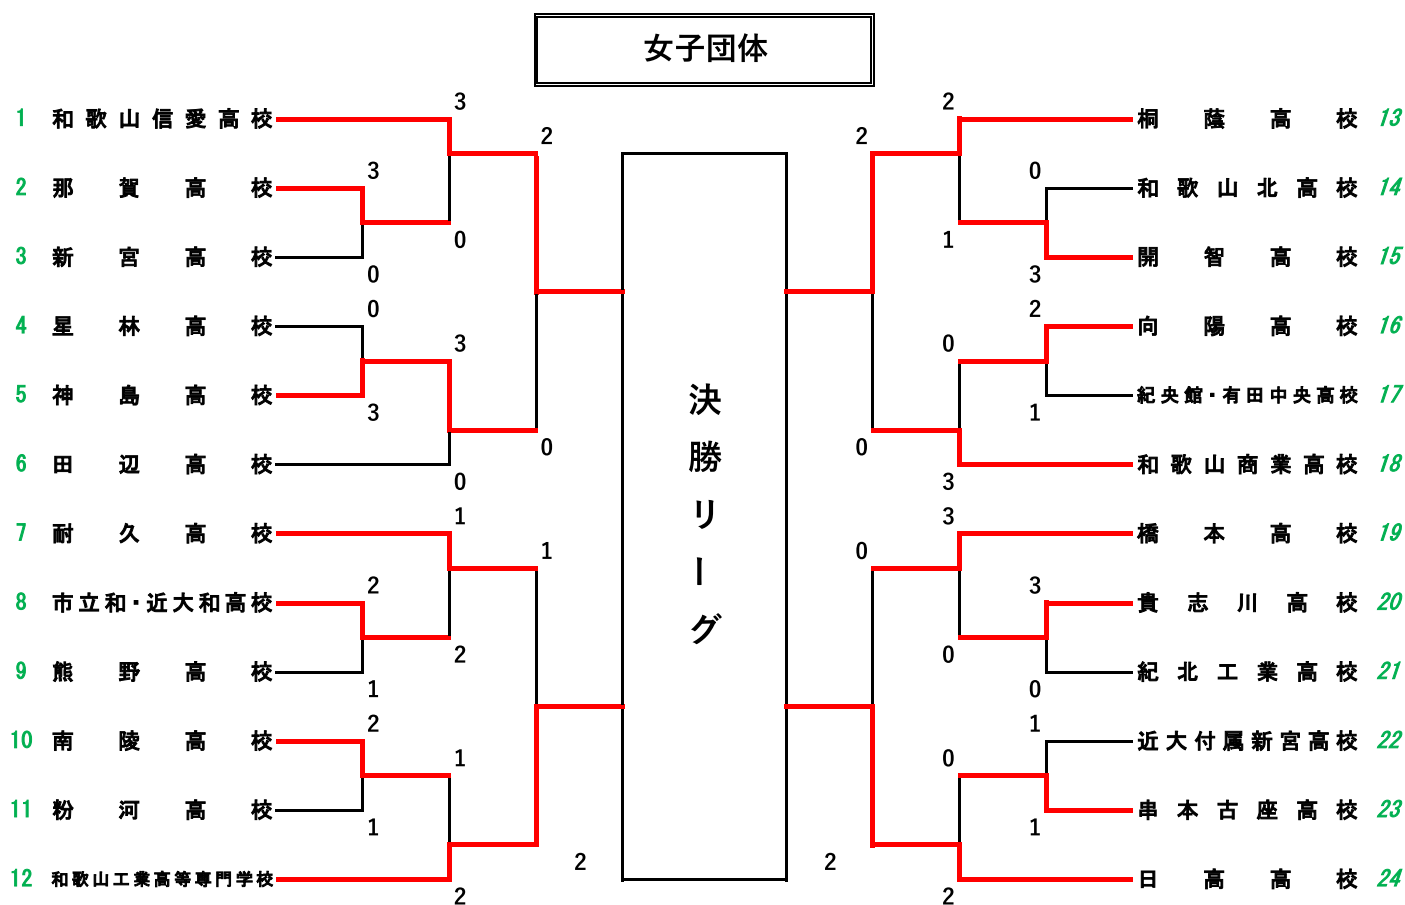 女子団体
1 和歌山信愛高校
2 那賀高校
3 新宮高校
4 星林高校
5 神島高校
6 田辺高校
7 耐久高校
8 市立和・近大和高校
9 熊野高校
10 南陵高校
11 粉河高校
12 和歌山工業高等専門学校
3
3
0
0
0
3
3
0
1
2
1
2
2
1
1
2
2
0
1
2
決勝リーグ
2
0
0
2
2
1
0
3
2
0
1
3
3
3
0
0
1
0
1
2
桐蔭高校 13
和歌山北高校 14
開智高校 15
向陽高校 16
紀央館・有田中央高校 17
和歌山商業高校 18
橋本高校 19
貴志川高校 20
紀北工業高校 21
近大付属新宮高校 22
串本古座高校 23
日高高校 24